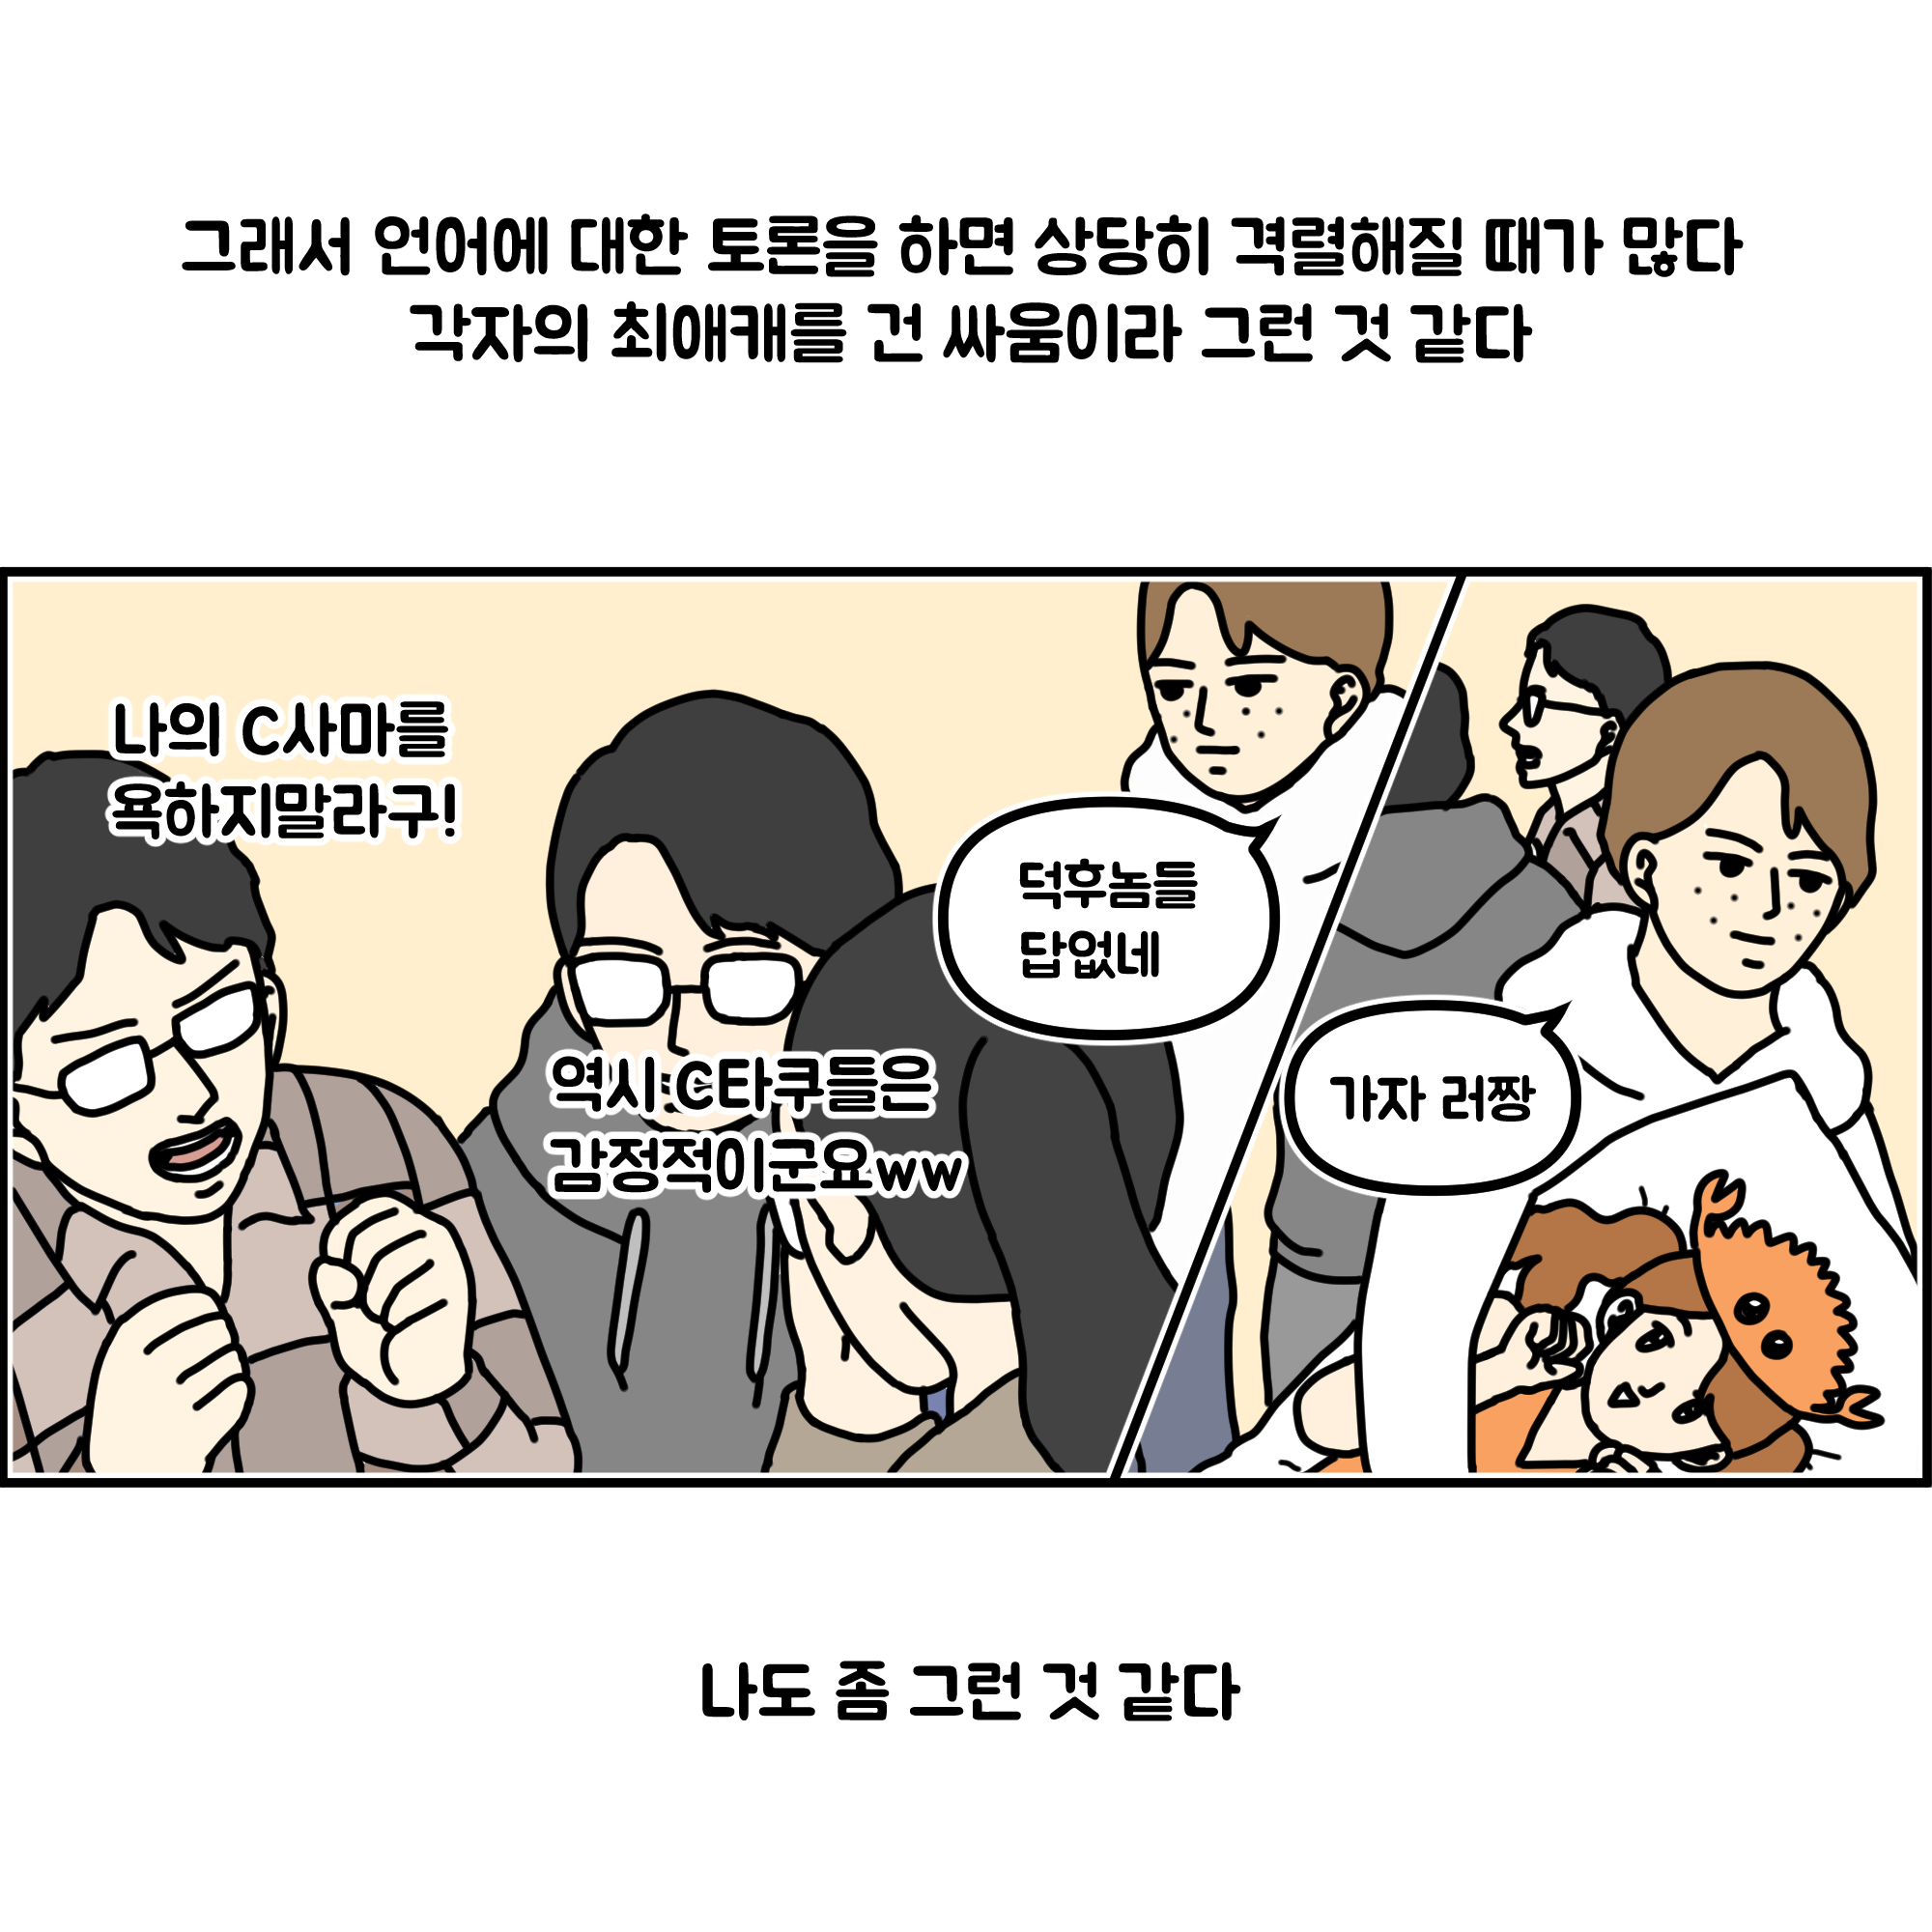 그래서 언어에 대한 토론을 하면 상당히 격렬해질 때가 많다
각자의 최애캐를 건 싸움이라 그런 것 같다
나의 C사마를
욕하지말라구!
역시 C타쿠들은
감정적이군요ww
덕후놈들
답없네
가자 러쨩
나도 좀 그런 것 같다